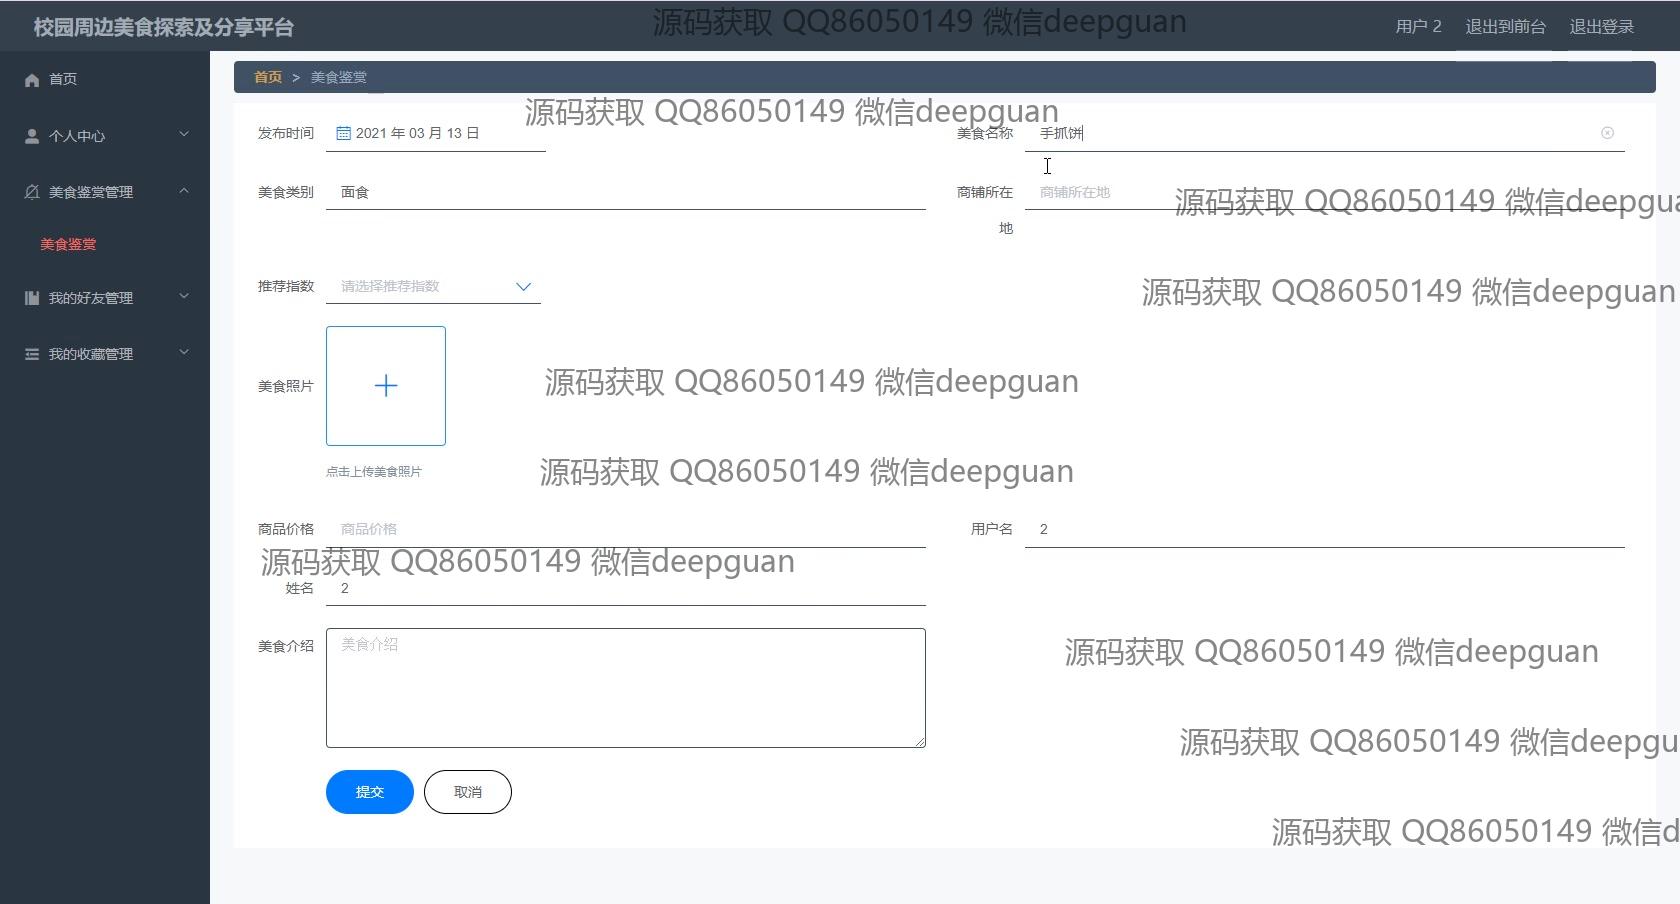 校园周边美食探索及分享平台
源码获取 QQ86050149 微信deepguan
用户 2 退出到前台 退出登录
首页
个人中心
美食鉴赏管理
美食鉴赏
我的好友管理
我的收藏管理
首页 > 美食鉴赏
源码获取 QQ86050149 微信deepguan
发布时间 2021 年 03 月 13 日
美食名称 手抓饼
美食类别 面食
商铺所在地 商铺所在地
源码获取 QQ86050149 微信deepgua
推荐指数 请选择推荐指数
源码获取 QQ86050149 微信deepguan
美食照片
源码获取 QQ86050149 微信deepguan
点击上传美食照片
源码获取 QQ86050149 微信deepguan
商品价格 商品价格
用户名 2
源码获取 QQ86050149 微信deepguan
姓名 2
美食介绍 美食介绍
源码获取 QQ86050149 微信deepguan
源码获取 QQ86050149 微信deepgu
提交 取消
源码获取 QQ86050149 微信d